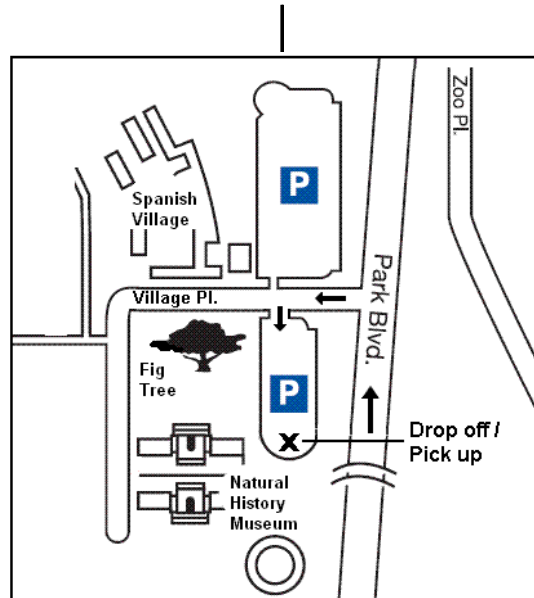 Zoo Pl.
P
Spanish
Village
Park Blvd.
Village Pl.
Fig
Tree
P
X
Drop off /
Pick up
Natural
History
Museum